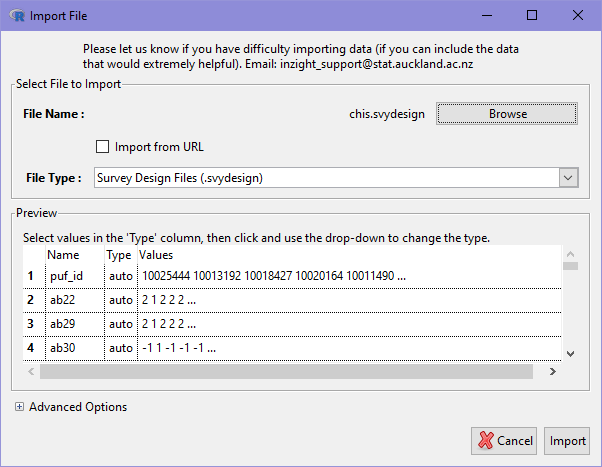 Import File
Please let us know if you have difficulty importing data (if you can include the data
that would extremely helpful). Email: inzight_support@stat.auckland.ac.nz
Select File to Import
File Name : chis.svydesign Browse
Import from URL
File Type : Survey Design Files (.svydesign)
Preview
Select values in the 'Type' column, then click and use the drop-down to change the type.
Name Type Values
1 puf_id auto 10025444 10013192 10018427 10020164 10011490 ...
2 ab22 auto 2 1 2 2 2 ...
3 ab29 auto 2 1 2 2 2 ...
4 ab30 auto -1 1 -1 -1 -1 ...
Advanced Options
Cancel Import